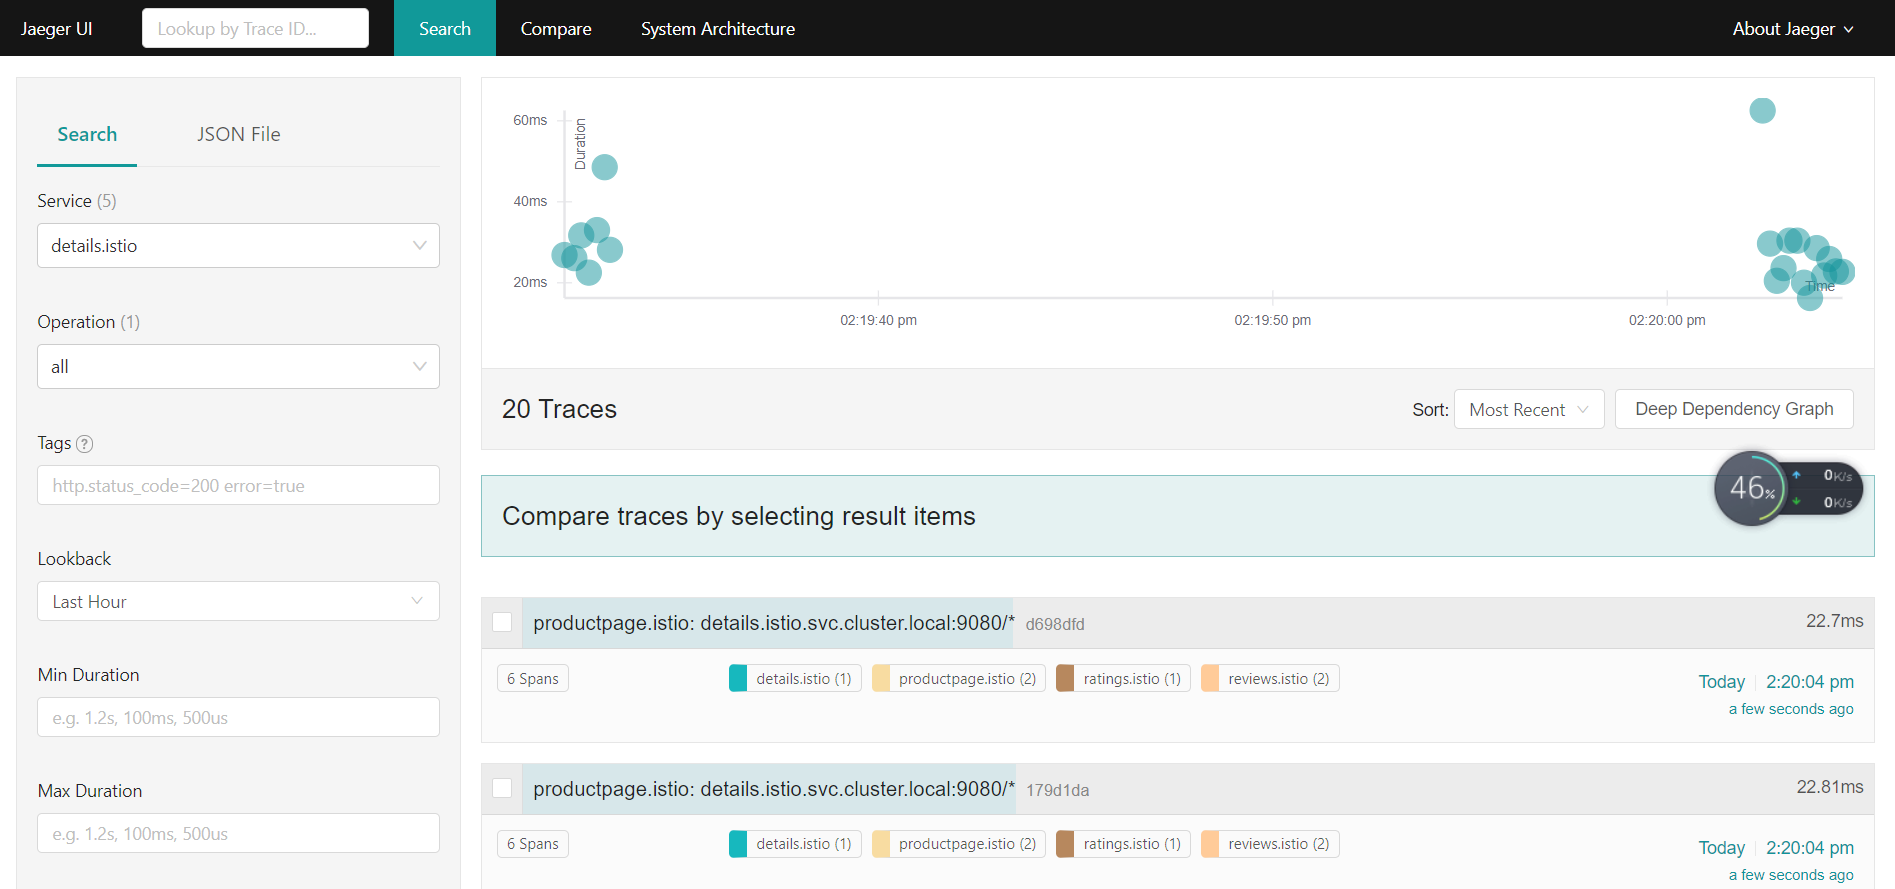 Jaeger UI
Lookup by Trace ID...
Search
Compare
System Architecture
About Jaeger
Search
JSON File
Service (5)
details.istio
Operation (1)
all
Tags ?
http.status_code=200 error=true
Lookback
Last Hour
Min Duration
e.g. 1.2s, 100ms, 500us
Max Duration
e.g. 1.2s, 100ms, 500us
60ms
40ms
20ms
Duration
02:19:40 pm
02:19:50 pm
02:20:00 pm
Time
20 Traces
Sort: Most Recent
Deep Dependency Graph
46%
0K/s
0K/s
Compare traces by selecting result items
productpage.istio: details.istio.svc.cluster.local:9080/* d698dfd
22.7ms
6 Spans
details.istio (1)
productpage.istio (2)
ratings.istio (1)
reviews.istio (2)
Today 2:20:04 pm
a few seconds ago
productpage.istio: details.istio.svc.cluster.local:9080/* 179d1da
22.81ms
6 Spans
details.istio (1)
productpage.istio (2)
ratings.istio (1)
reviews.istio (2)
Today 2:20:04 pm
a few seconds ago